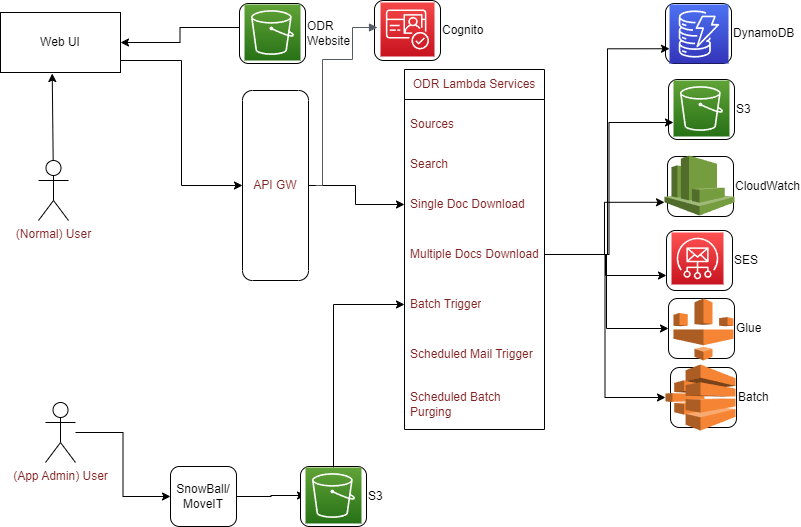 ODR
Website
Web UI
Cognito
DynamoDB
ODR Lambda Services
S3
Sources
Search
API GW
CloudWatch
Single Doc Download
(Normal) User
Multiple Docs Download
SES
Batch Trigger
Glue
Scheduled Mail Trigger
Scheduled Batch
Purging
Batch
(App Admin) User
SnowBall/
MoveIT
S3